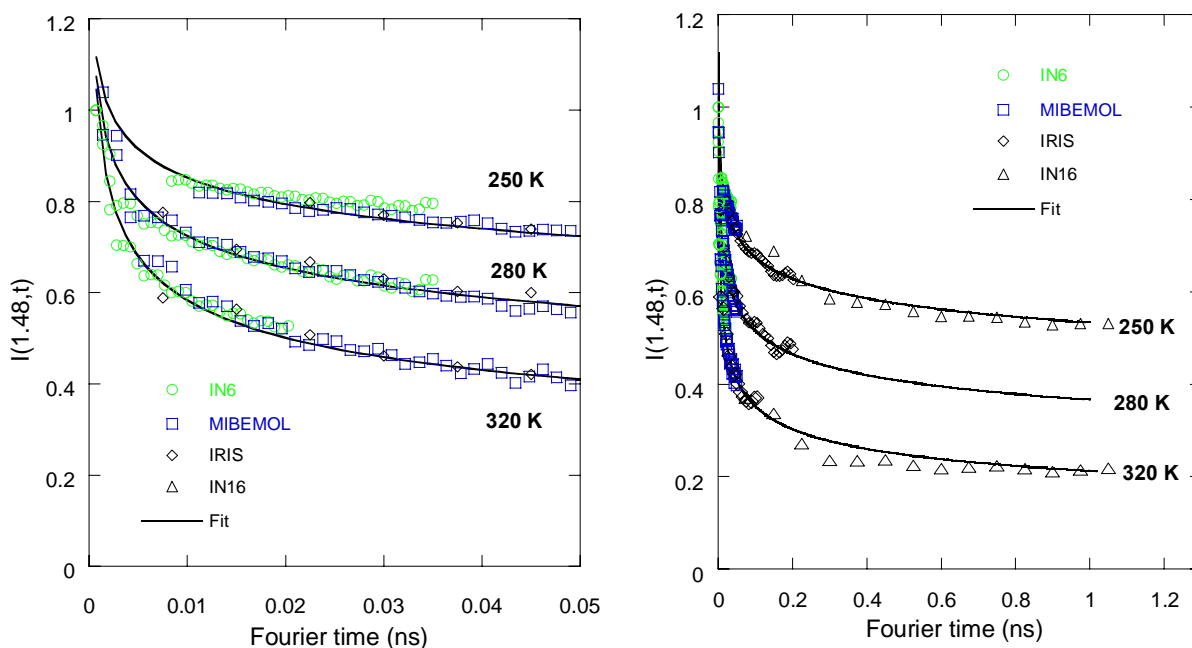 1.2
1
0.8
0.6
0.4
0.2
0
I(1.48,t)
250 K
280 K
320 K
IN6
MIBEMOL
IRIS
IN16
Fit
0 0.01 0.02 0.03 0.04 0.05
Fourier time (ns)
1.2
1
0.8
0.6
0.4
0.2
0
I(1.48,t)
IN6
MIBEMOL
IRIS
IN16
Fit
250 K
280 K
320 K
0 0.2 0.4 0.6 0.8 1 1.2
Fourier time (ns)